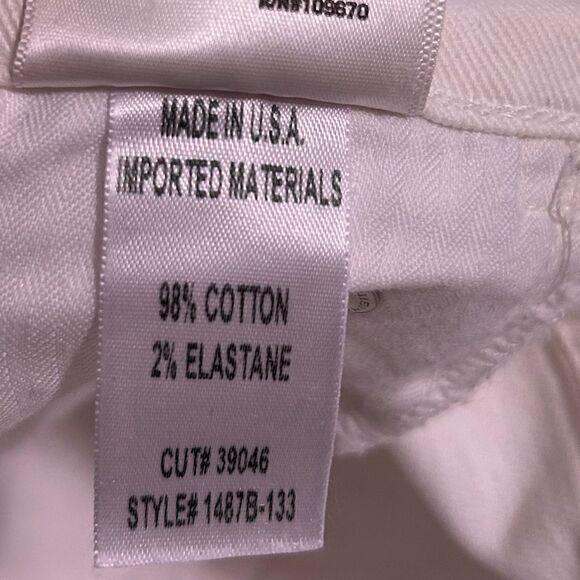 RN#109670
MADE IN U.S.A.
IMPORTED MATERIALS
98% COTTON
2% ELASTANE
CUT# 39046
STYLE# 1487B-133